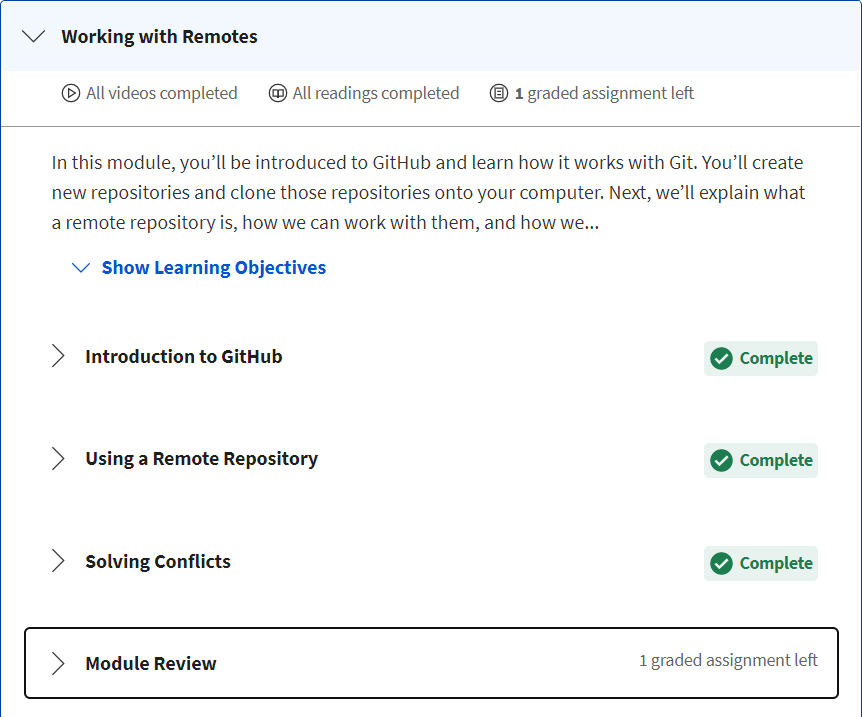 Working with Remotes
All videos completed
All readings completed
1 graded assignment left
In this module, you’ll be introduced to GitHub and learn how it works with Git. You’ll create
new repositories and clone those repositories onto your computer. Next, we’ll explain what
a remote repository is, how we can work with them, and how we...
Show Learning Objectives
Introduction to GitHub
Complete
Using a Remote Repository
Complete
Solving Conflicts
Complete
Module Review
1 graded assignment left